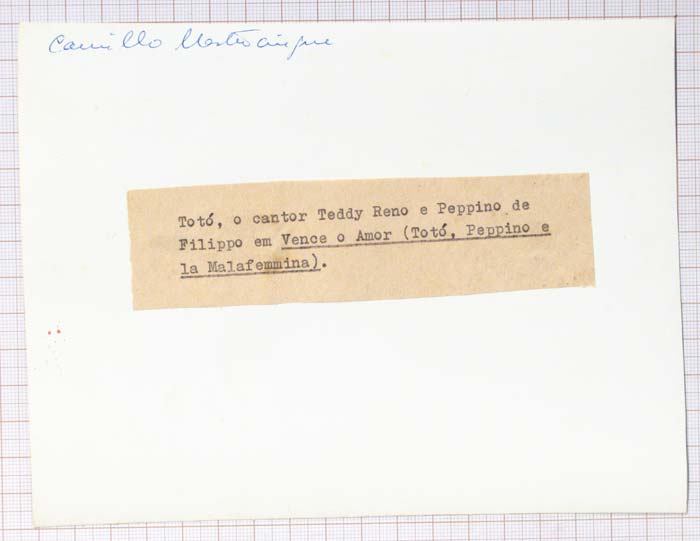 Camillo Mastrocinque
Totó, o cantor Teddy Reno e Peppino de
Filippo em Vence o Amor (Totó, Peppino e
la Malafemmina).